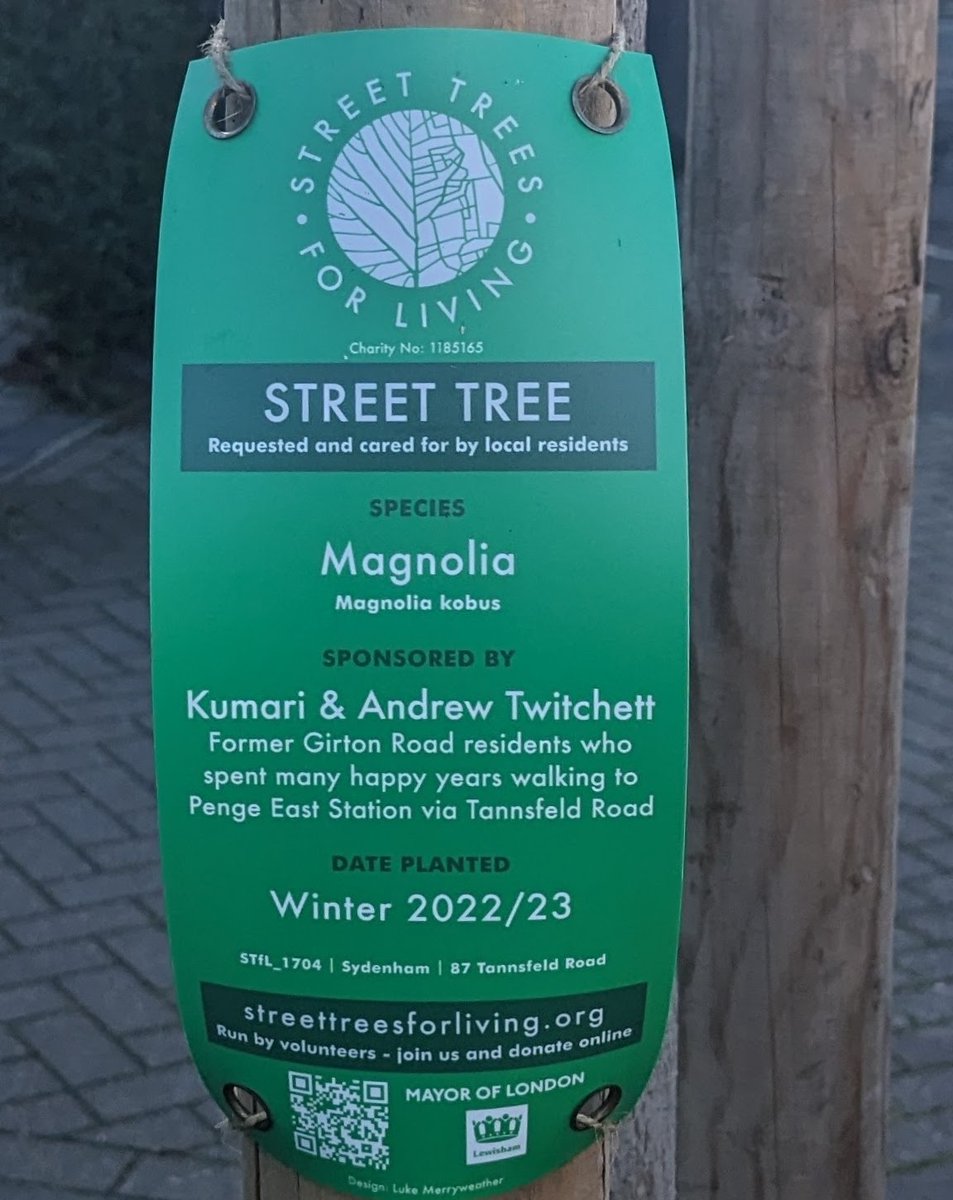 STREET TREES
• FOR LIVING •
Charity No: 1185165
STREET TREE
Requested and cared for by local residents
SPECIES
Magnolia
Magnolia kobus
SPONSORED BY
Kumari & Andrew Twitchett
Former Girton Road residents who
spent many happy years walking to
Penge East Station via Tannsfeld Road
DATE PLANTED
Winter 2022/23
STfL_1704 | Sydenham | 87 Tannsfeld Road
streettreesforliving.org
Run by volunteers - join us and donate online
MAYOR OF LONDON
Lewisham
Design: Luke Merryweather